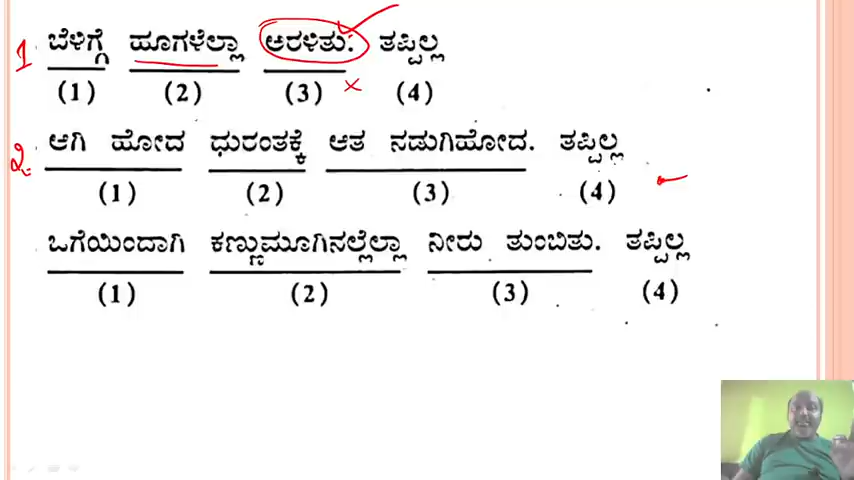 1 ಬೆಳಿಗ್ಗೆ ಹೂಗಳೆಲ್ಲಾ ಅರಳಿತು. ತಪ್ಪಿಲ್ಲ
(1) (2) (3) × (4)
2 ಆಗಿ ಹೋದ ಧುರಂತಕ್ಕೆ ಆತ ನಡುಗಿಹೋದ. ತಪ್ಪಿಲ್ಲ
(1) (2) (3) (4)
ಒಗೆಯಿಂದಾಗಿ ಕಣ್ಣುಮೂಗಿನಲ್ಲೆಲ್ಲಾ ನೀರು ತುಂಬಿತು. ತಪ್ಪಿಲ್ಲ
(1) (2) (3) (4)